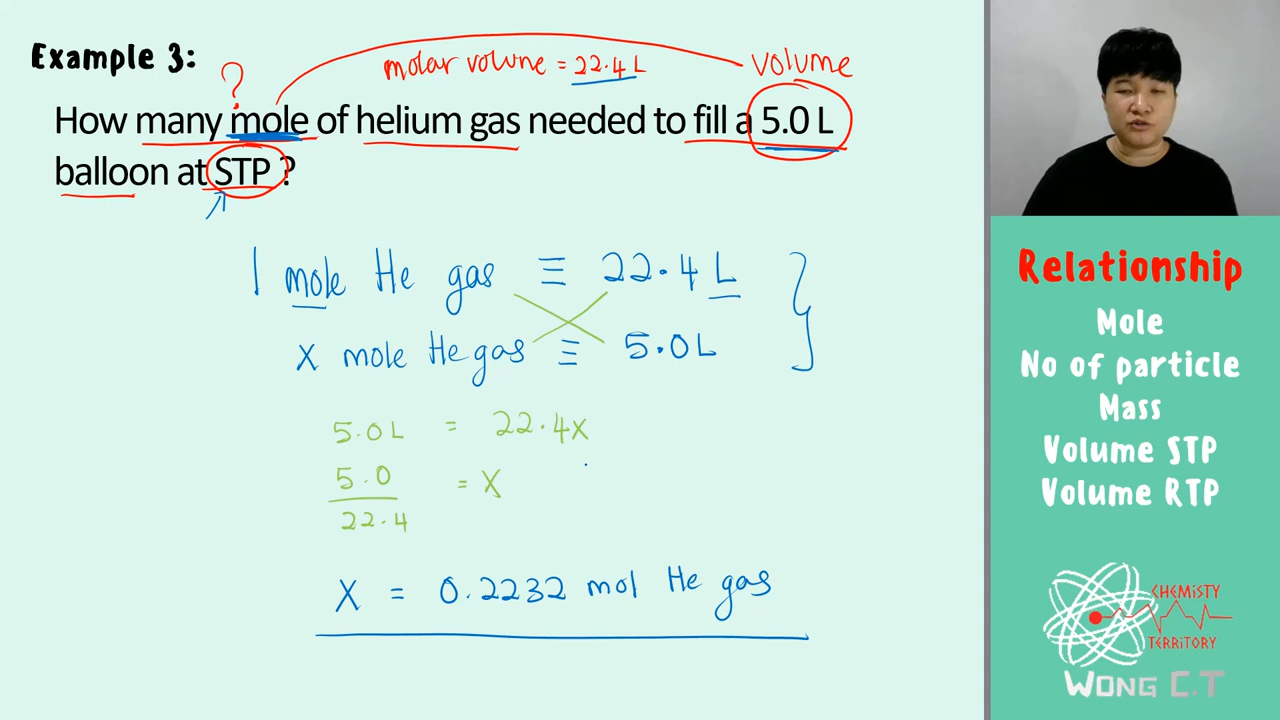 Example 3:
?
molar volume = 22.4 L
volume
How many mole of helium gas needed to fill a 5.0 L
balloon at STP ?
1 mole He gas ≡ 22.4 L
x mole He gas ≡ 5.0 L
5.0 L = 22.4x
5.0
22.4
= x
x = 0.2232 mol He gas
Relationship
Mole
No of particle
Mass
Volume STP
Volume RTP
CHEMISTY
TERRITORY
WONG C.T